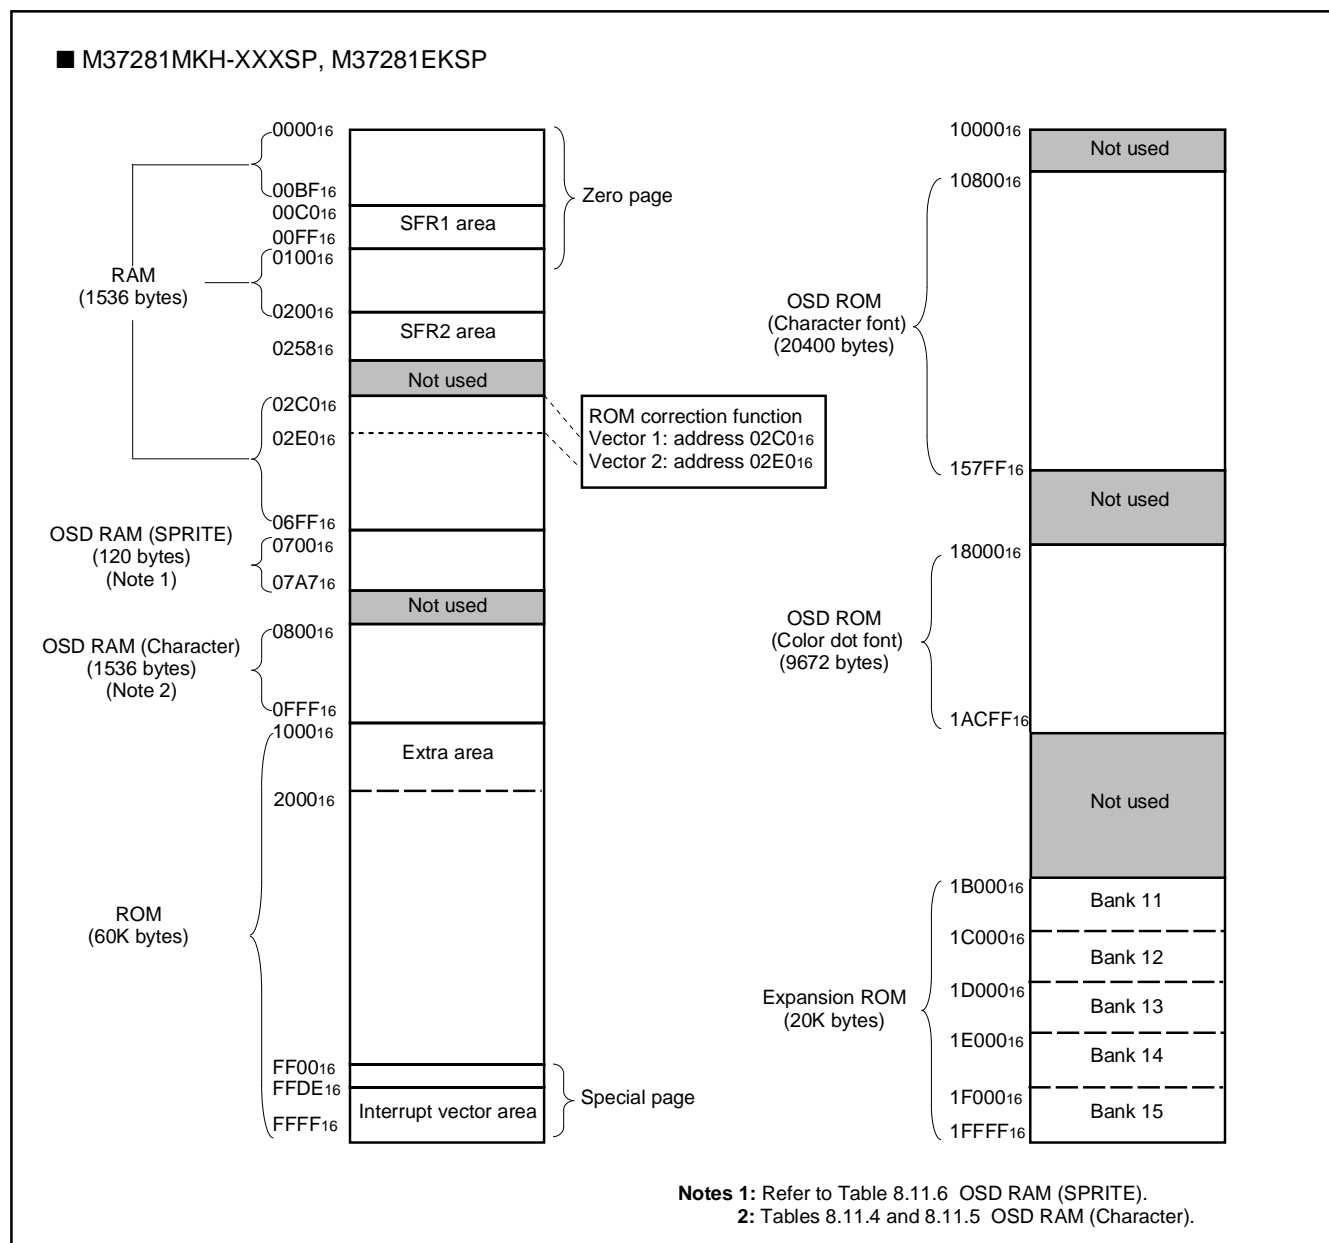 ■ M37281MKH-XXXSP, M37281EKSP
000016
00BF16
00C016
00FF16
010016
020016
025816
02C016
02E016
06FF16
070016
07A716
080016
0FFF16
100016
200016
FF0016
FFDE16
FFFF16
RAM
(1536 bytes)
OSD RAM (SPRITE)
(120 bytes)
(Note 1)
OSD RAM (Character)
(1536 bytes)
(Note 2)
ROM
(60K bytes)
SFR1 area
SFR2 area
Not used
Not used
Extra area
Interrupt vector area
Zero page
ROM correction function
Vector 1: address 02C016
Vector 2: address 02E016
Special page
1000016
1080016
157FF16
1800016
1ACFF16
1B00016
1C00016
1D00016
1E00016
1F00016
1FFFF16
OSD ROM
(Character font)
(20400 bytes)
OSD ROM
(Color dot font)
(9672 bytes)
Expansion ROM
(20K bytes)
Not used
Not used
Not used
Bank 11
Bank 12
Bank 13
Bank 14
Bank 15
Notes 1: Refer to Table 8.11.6 OSD RAM (SPRITE).
2: Tables 8.11.4 and 8.11.5 OSD RAM (Character).